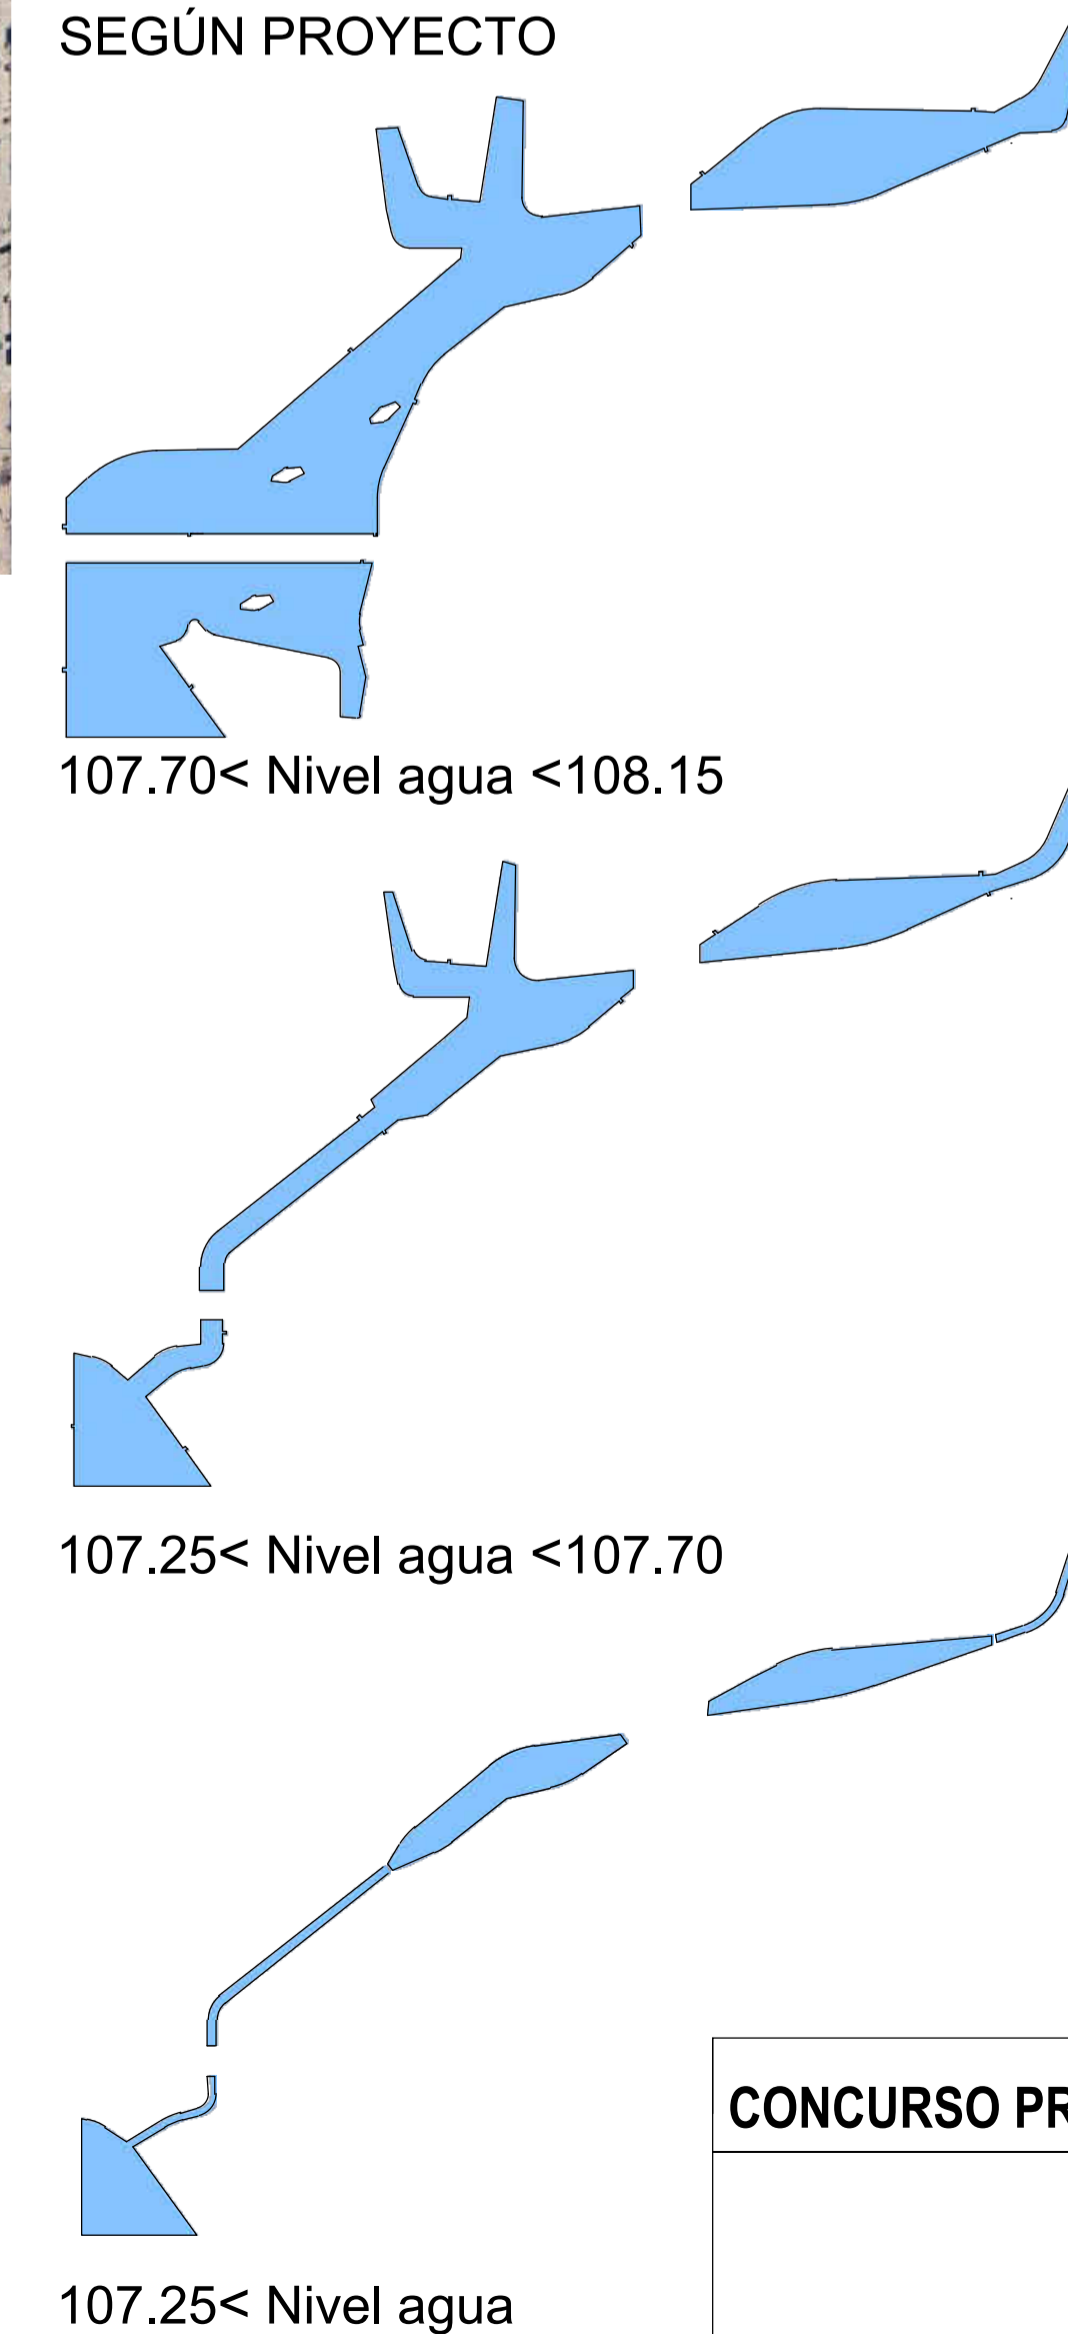 SEGÚN PROYECTO
107.70< Nivel agua <108.15
107.25< Nivel agua <107.70
CONCURSO PR
107.25< Nivel agua